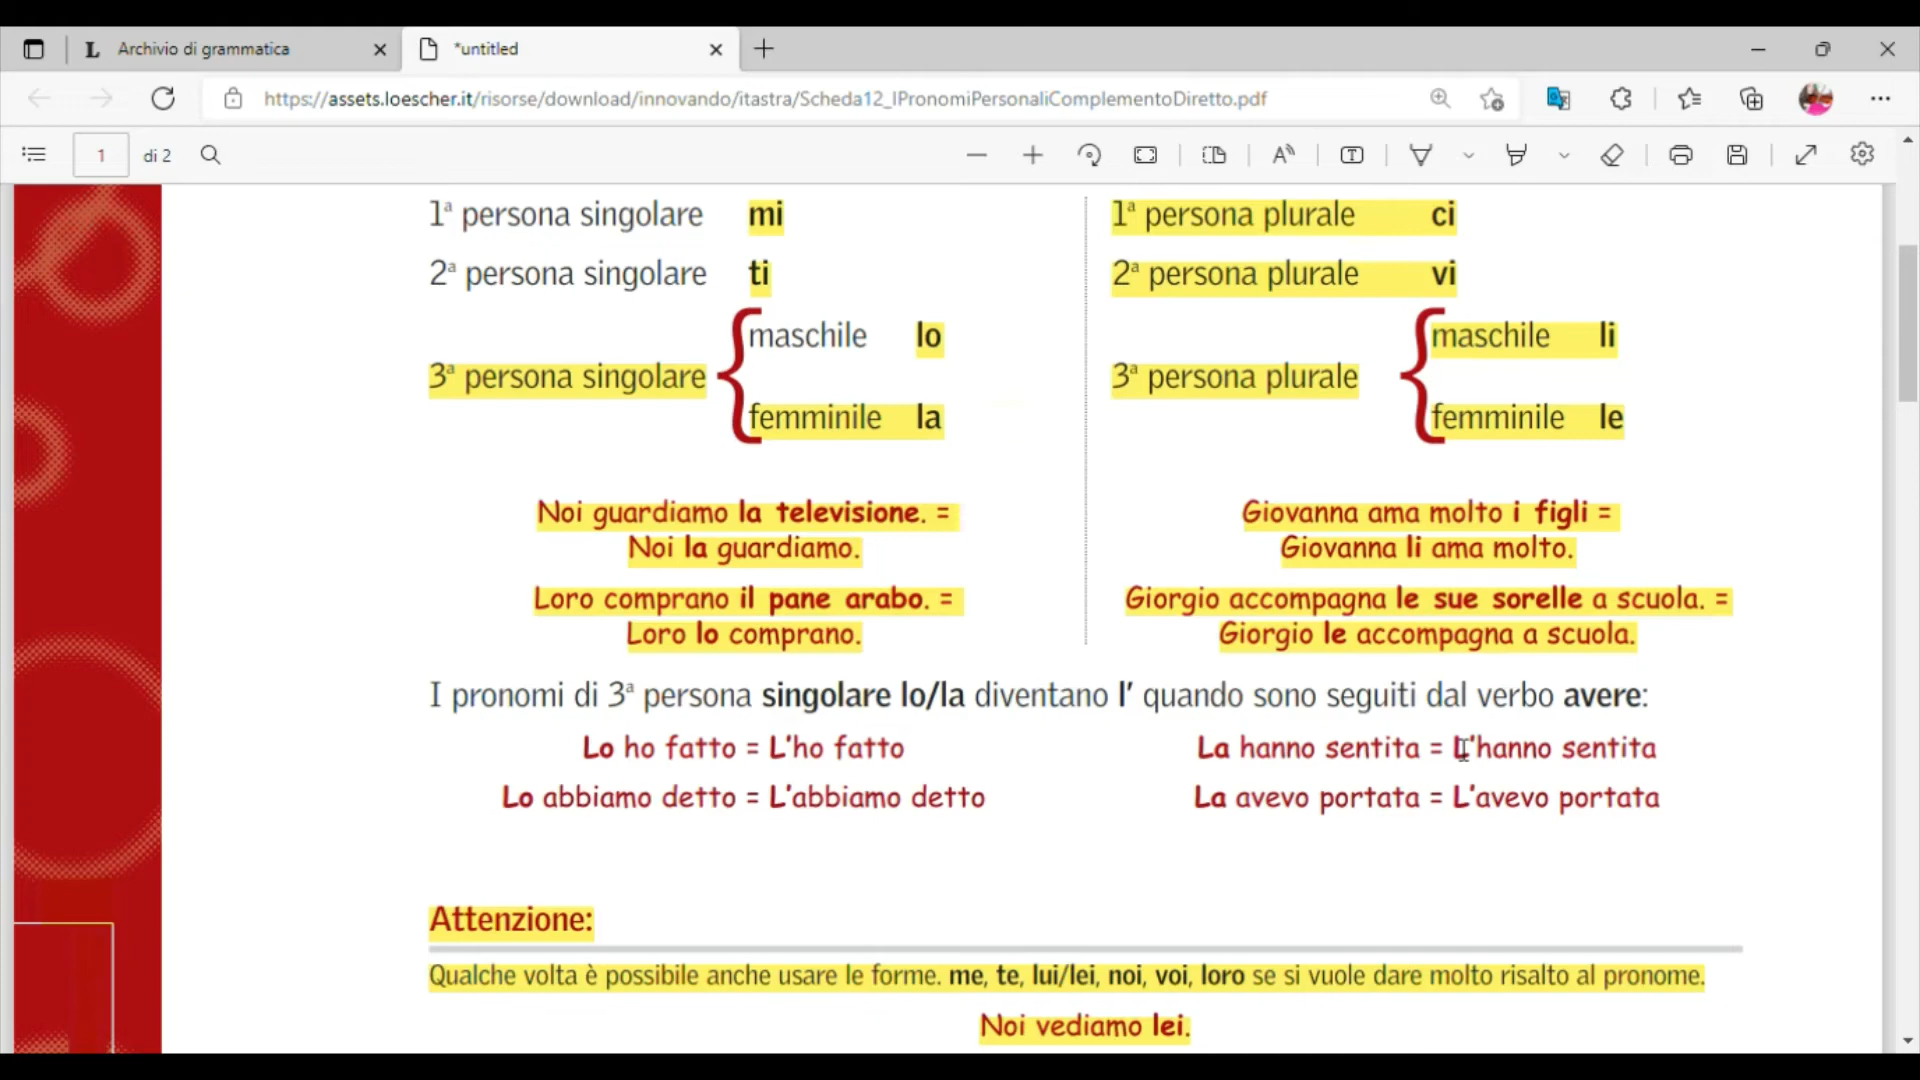 Archivio di grammatica
*untitled
https://assets.loescher.it/risorse/download/innovando/itastra/Scheda12_IPronomiPersonaliComplementoDiretto.pdf
1 di 2
1ª persona singolare mi
2ª persona singolare ti
3ª persona singolare
maschile lo
femminile la
1ª persona plurale ci
2ª persona plurale vi
3ª persona plurale
maschile li
femminile le
Noi guardiamo la televisione. =
Noi la guardiamo.
Loro comprano il pane arabo. =
Loro lo comprano.
Giovanna ama molto i figli =
Giovanna li ama molto.
Giorgio accompagna le sue sorelle a scuola. =
Giorgio le accompagna a scuola.
I pronomi di 3ª persona singolare lo/la diventano l' quando sono seguiti dal verbo avere:
Lo ho fatto = L'ho fatto
Lo abbiamo detto = L'abbiamo detto
La hanno sentita = L'hanno sentita
La avevo portata = L'avevo portata
Attenzione:
Qualche volta è possibile anche usare le forme. me, te, lui/lei, noi, voi, loro se si vuole dare molto risalto al pronome.
Noi vediamo lei.